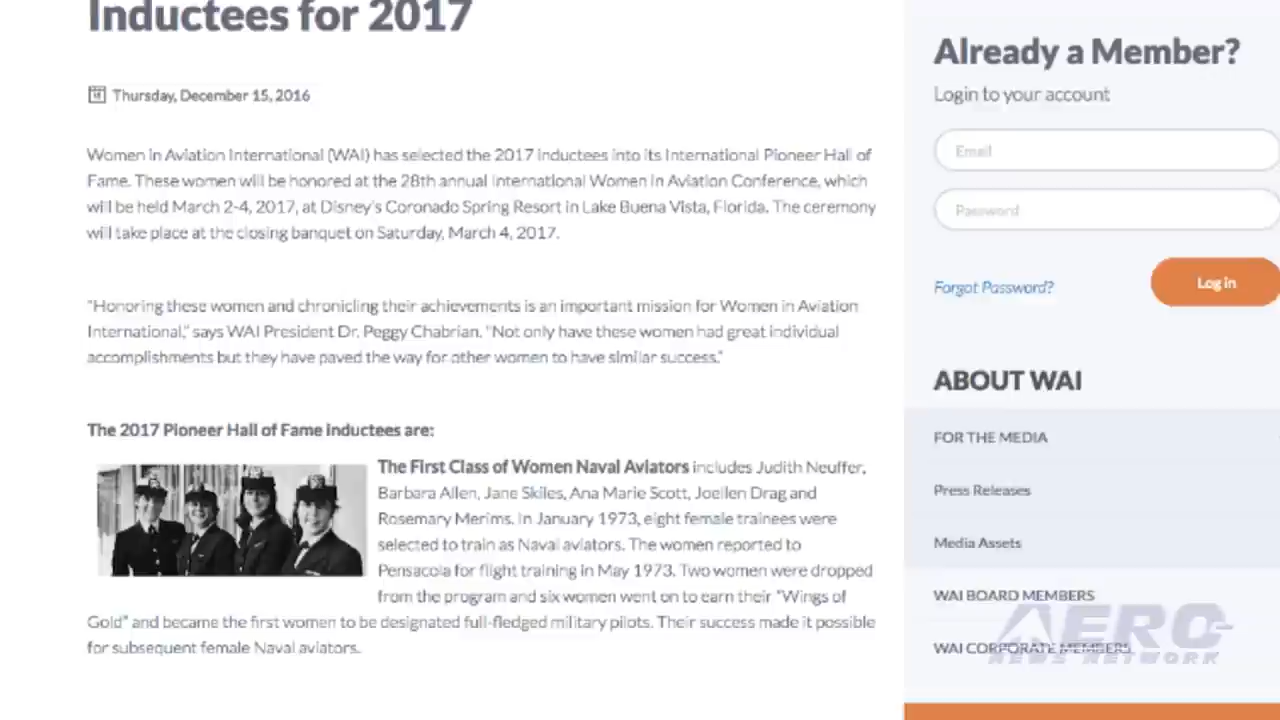 Inductees for 2017
Thursday, December 15, 2016
Women in Aviation International (WAI) has selected the 2017 inductees into its International Pioneer Hall of
Fame. These women will be honored at the 28th annual International Women in Aviation Conference, which
will be held March 2-4, 2017, at Disney's Coronado Spring Resort in Lake Buena Vista, Florida. The ceremony
will take place at the closing banquet on Saturday, March 4, 2017.
"Honoring these women and chronicling their achievements is an important mission for Women in Aviation
International," says WAI President Dr. Peggy Chabrian. "Not only have these women had great individual
accomplishments but they have paved the way for other women to have similar success."
The 2017 Pioneer Hall of Fame inductees are:
The First Class of Women Naval Aviators includes Judith Neuffer,
Barbara Allen, Jane Skiles, Ana Marie Scott, Joellen Drag and
Rosemary Merims. In January 1973, eight female trainees were
selected to train as Naval aviators. The women reported to
Pensacola for flight training in May 1973. Two women were dropped
from the program and six women went on to earn their "Wings of
Gold" and became the first women to be designated full-fledged military pilots. Their success made it possible
for subsequent female Naval aviators.
Already a Member?
Login to your account
Email
Password
Forgot Password?
Log in
ABOUT WAI
FOR THE MEDIA
Press Releases
Media Assets
WAI BOARD MEMBERS
WAI CORPORATE MEMBERS
AERO
NEWS NETWORK